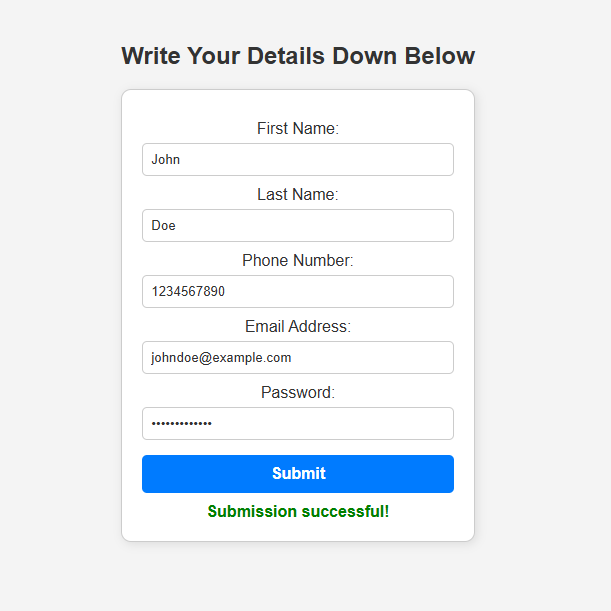 Write Your Details Down Below
First Name:
John
Last Name:
Doe
Phone Number:
1234567890
Email Address:
johndoe@example.com
Password:
•••••••••••••
Submit
Submission successful!